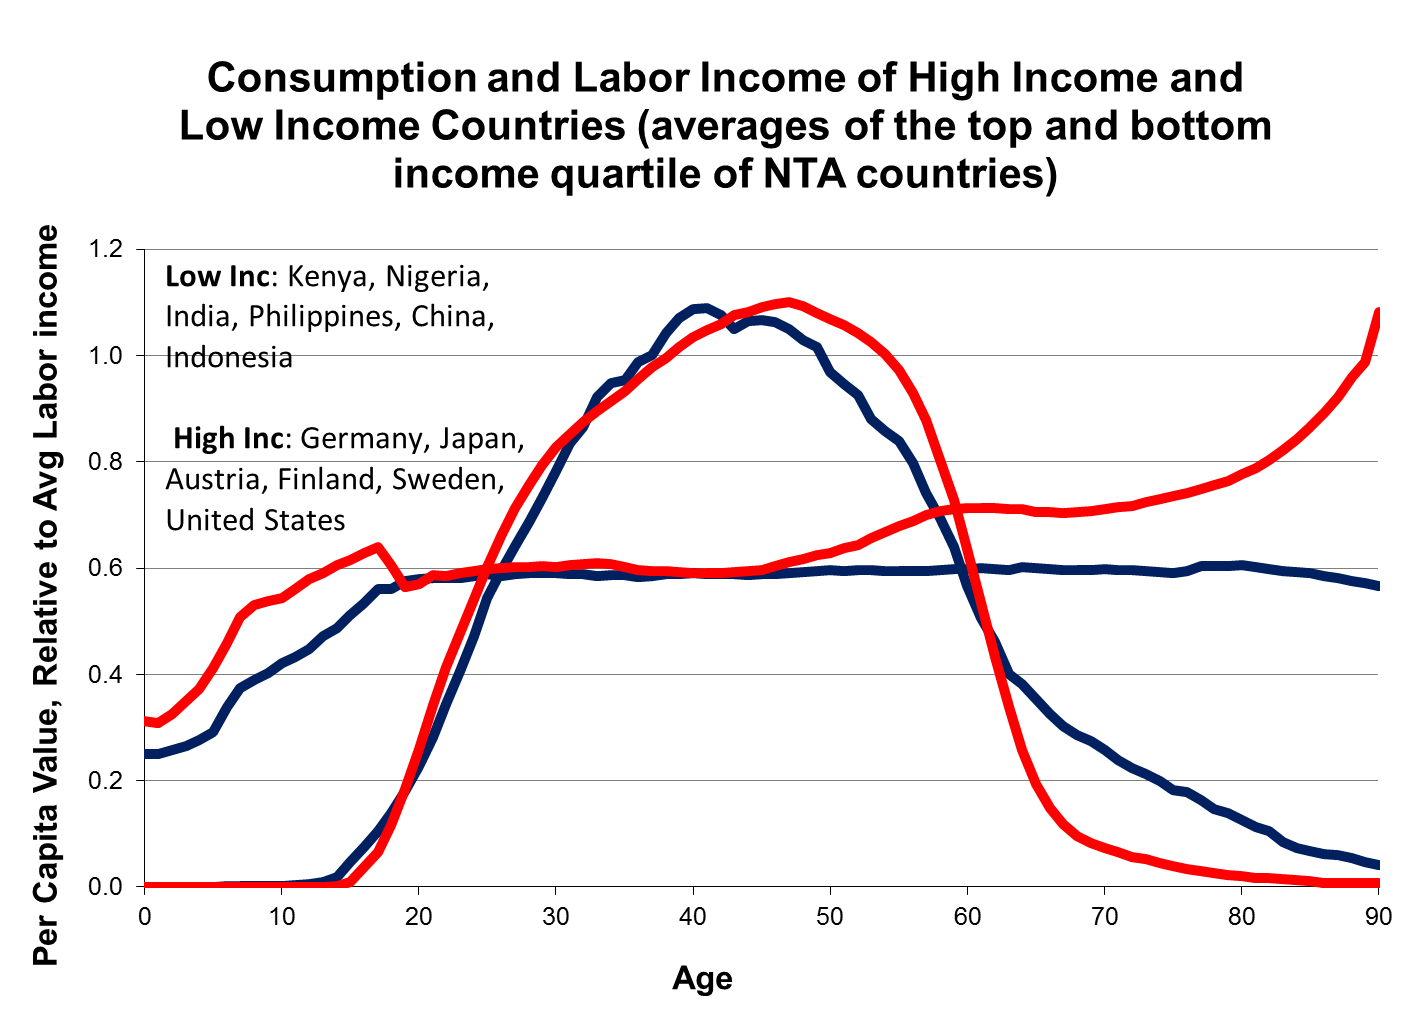 Consumption and Labor Income of High Income and
Low Income Countries (averages of the top and bottom
income quartile of NTA countries)
Per Capita Value, Relative to Avg Labor income
1.2
1.0
0.8
0.6
0.4
0.2
0.0
Low Inc: Kenya, Nigeria,
India, Philippines, China,
Indonesia
High Inc: Germany, Japan,
Austria, Finland, Sweden,
United States
0 10 20 30 40 50 60 70 80 90
Age